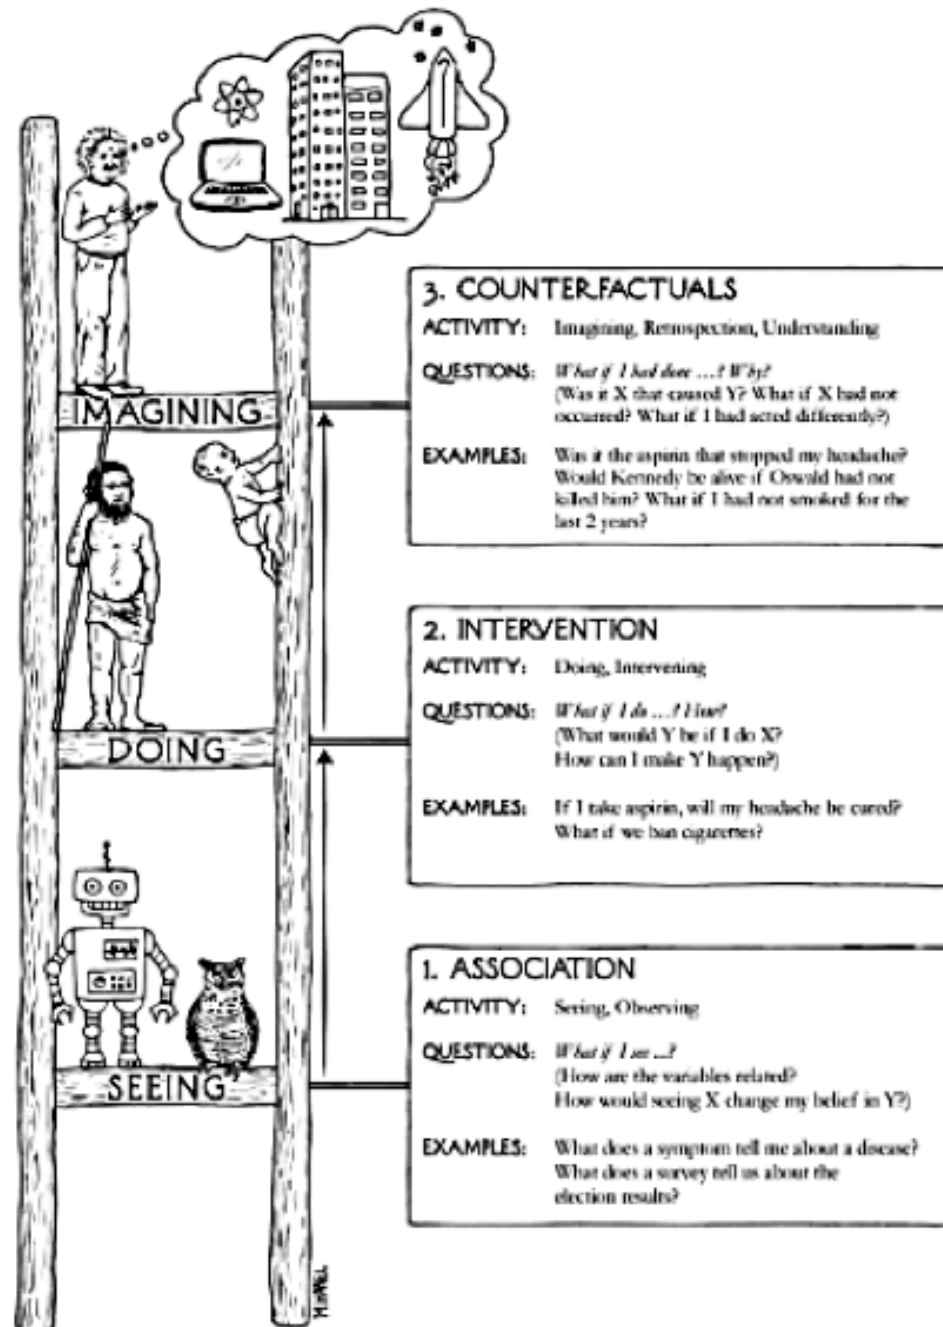 3. COUNTERFACTUALS
ACTIVITY: Imagining, Retrospection, Understanding
QUESTIONS: What if I had done ...? Why?
(Was it X that caused Y? What if X had not
occurred? What if I had acted differently?)
EXAMPLES: Was it the aspirin that stopped my headache?
Would Kennedy be alive if Oswald had not
killed him? What if I had not smoked for the
last 2 years?
IMAGINING
2. INTERVENTION
ACTIVITY: Doing, Intervening
QUESTIONS: What if I do ...? How?
(What would Y be if I do X?
How can I make Y happen?)
EXAMPLES: If I take aspirin, will my headache be cured?
What if we ban cigarettes?
DOING
1. ASSOCIATION
ACTIVITY: Seeing, Observing
QUESTIONS: What if I see ...?
(How are the variables related?
How would seeing X change my belief in Y?)
EXAMPLES: What does a symptom tell me about a disease?
What does a survey tell us about the
election results?
SEEING